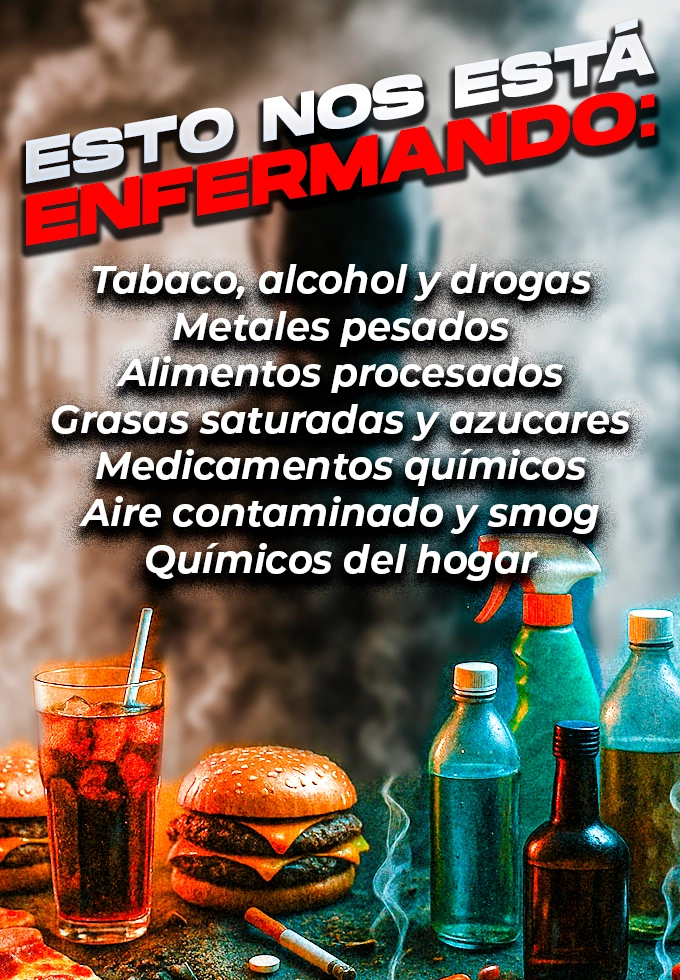 ESTO NOS ESTÁ
ENFERMANDO:
Tabaco, alcohol y drogas
Metales pesados
Alimentos procesados
Grasas saturadas y azucares
Medicamentos químicos
Aire contaminado y smog
Químicos del hogar